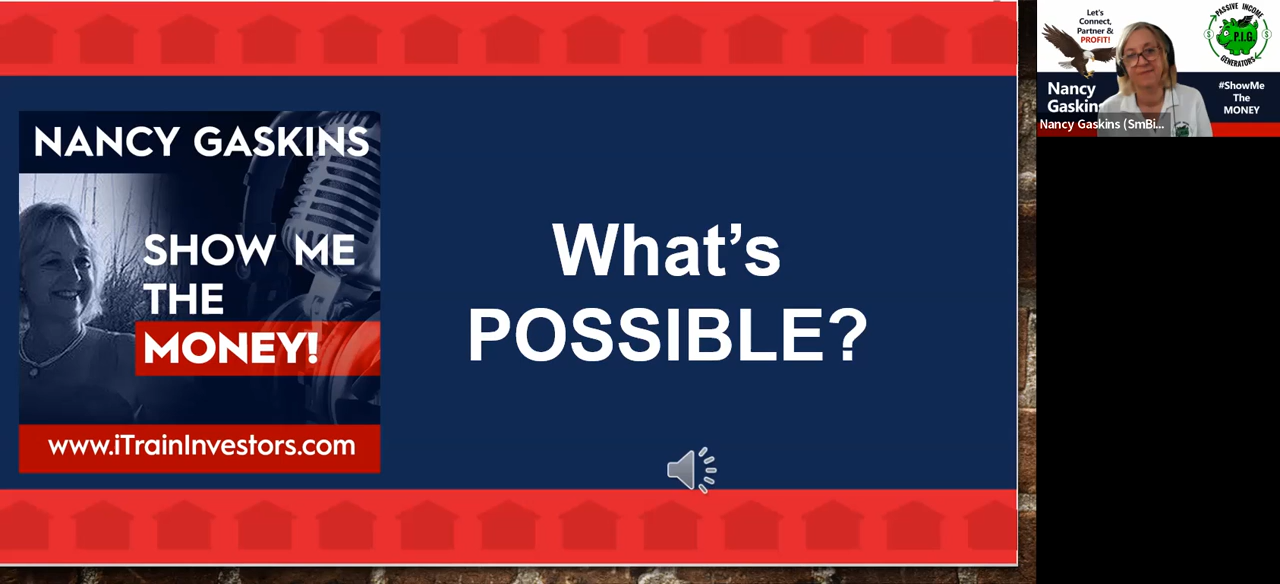 NANCY GASKINS
SHOW ME
THE
MONEY!
www.iTrainInvestors.com
What's
POSSIBLE?
Let's
Connect,
Partner &
PROFIT!
Nancy
Gaskins
Nancy Gaskins (SmBi...
PASSIVE INCOME
P.I.G.
GENERATORS
#ShowMe
The
MONEY